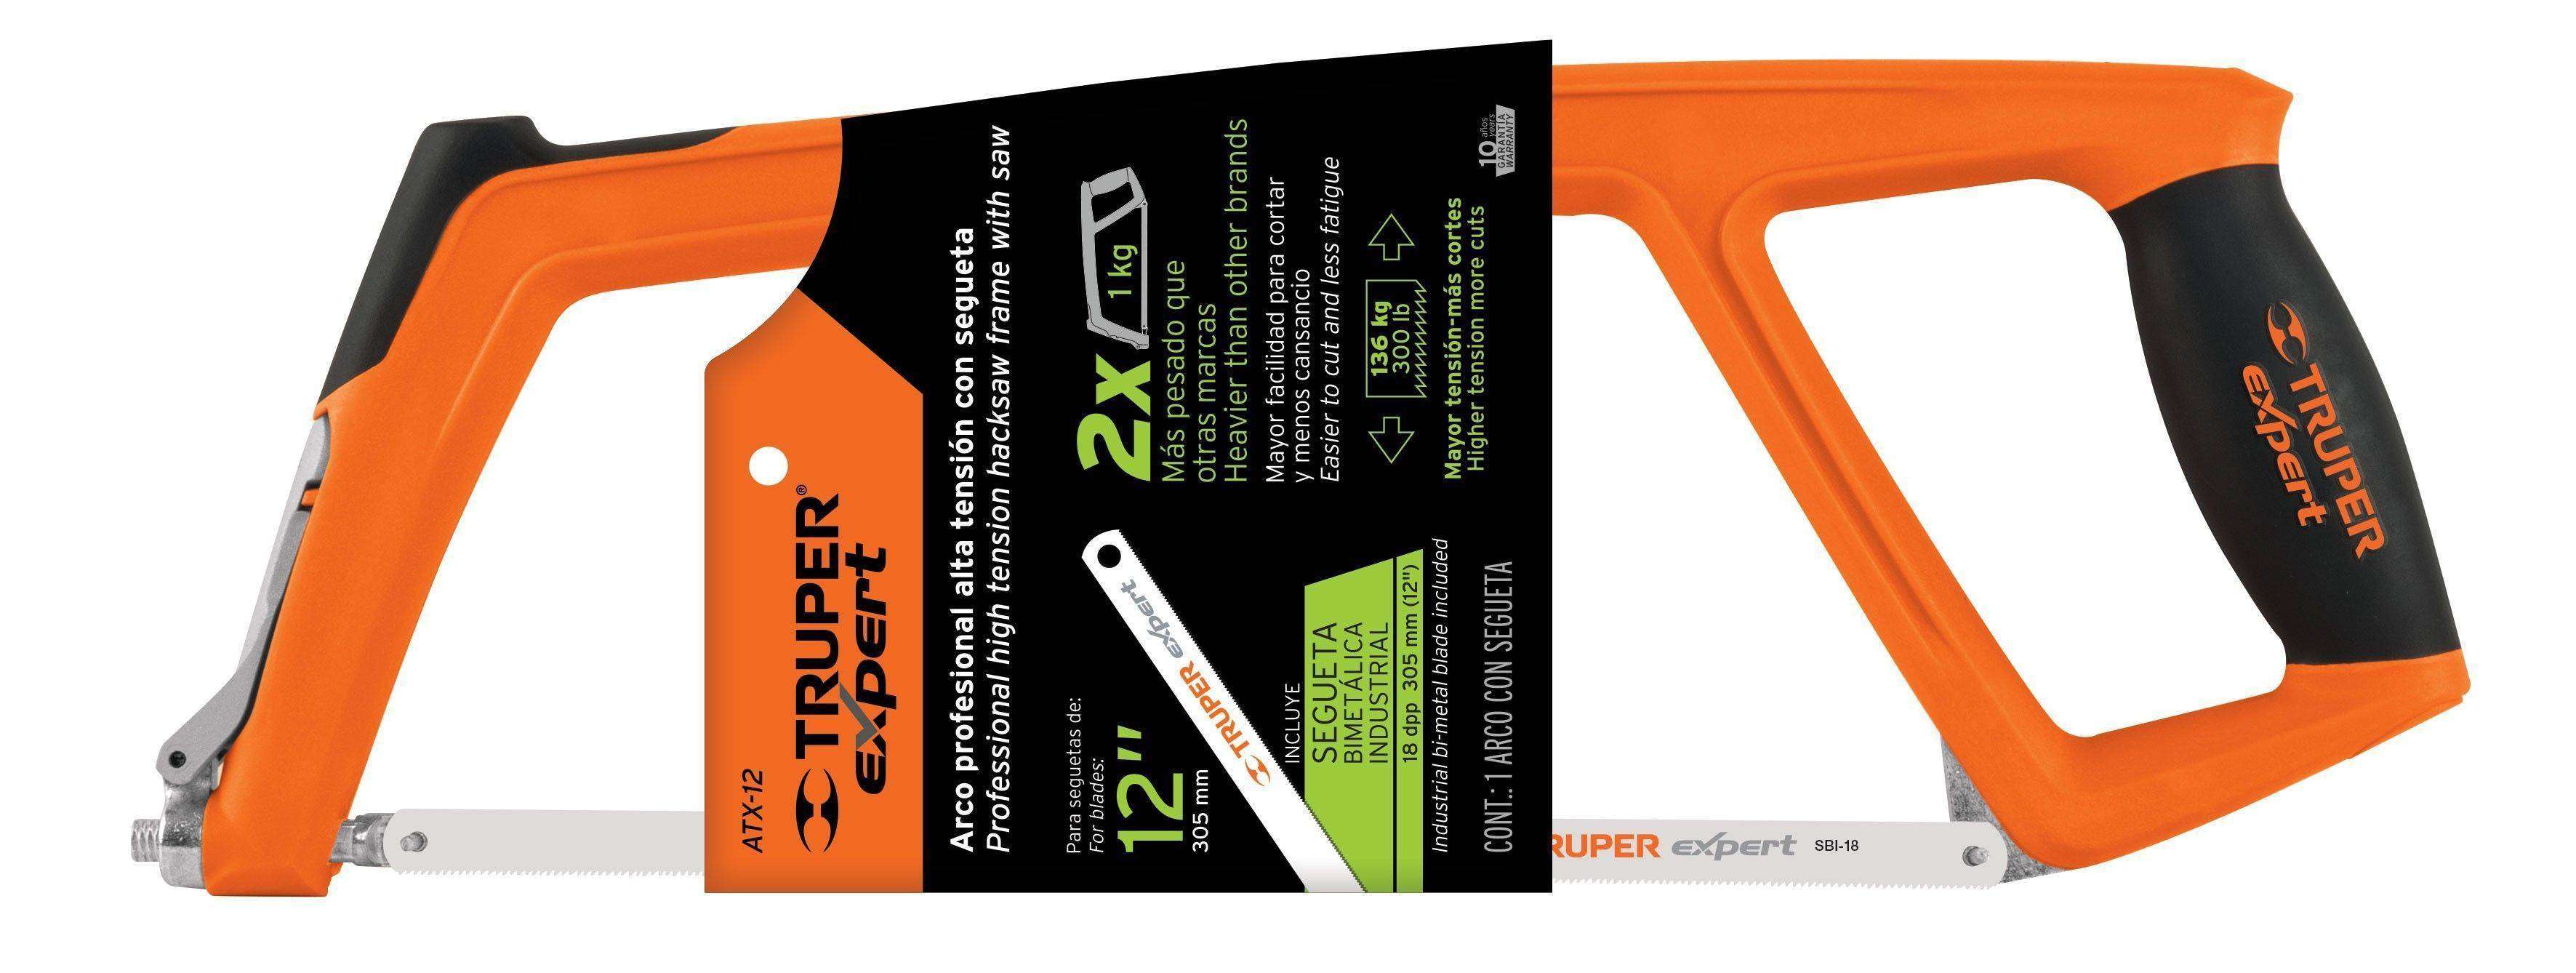 ATX-12
TRUPER®
expert
Arco profesional alta tensión con segueta
Professional high tension hacksaw frame with saw
Para seguetas de:
For blades:
12"
305 mm
TRUPER expert
INCLUYE
SEGUETA
BIMETÁLICA
INDUSTRIAL
18 dpp 305 mm (12")
Industrial bi-metal blade included
CONT.: 1 ARCO CON SEGUETA
2x
1 kg
Más pesado que
otras marcas
Heavier than other brands
Mayor facilidad para cortar
y menos cansancio
Easier to cut and less fatigue
136 kg
300 lb
Mayor tensión-más cortes
Higher tension more cuts
10 años
years
GARANTÍA
WARRANTY
RUPER expert SBI-18
TRUPER
expert